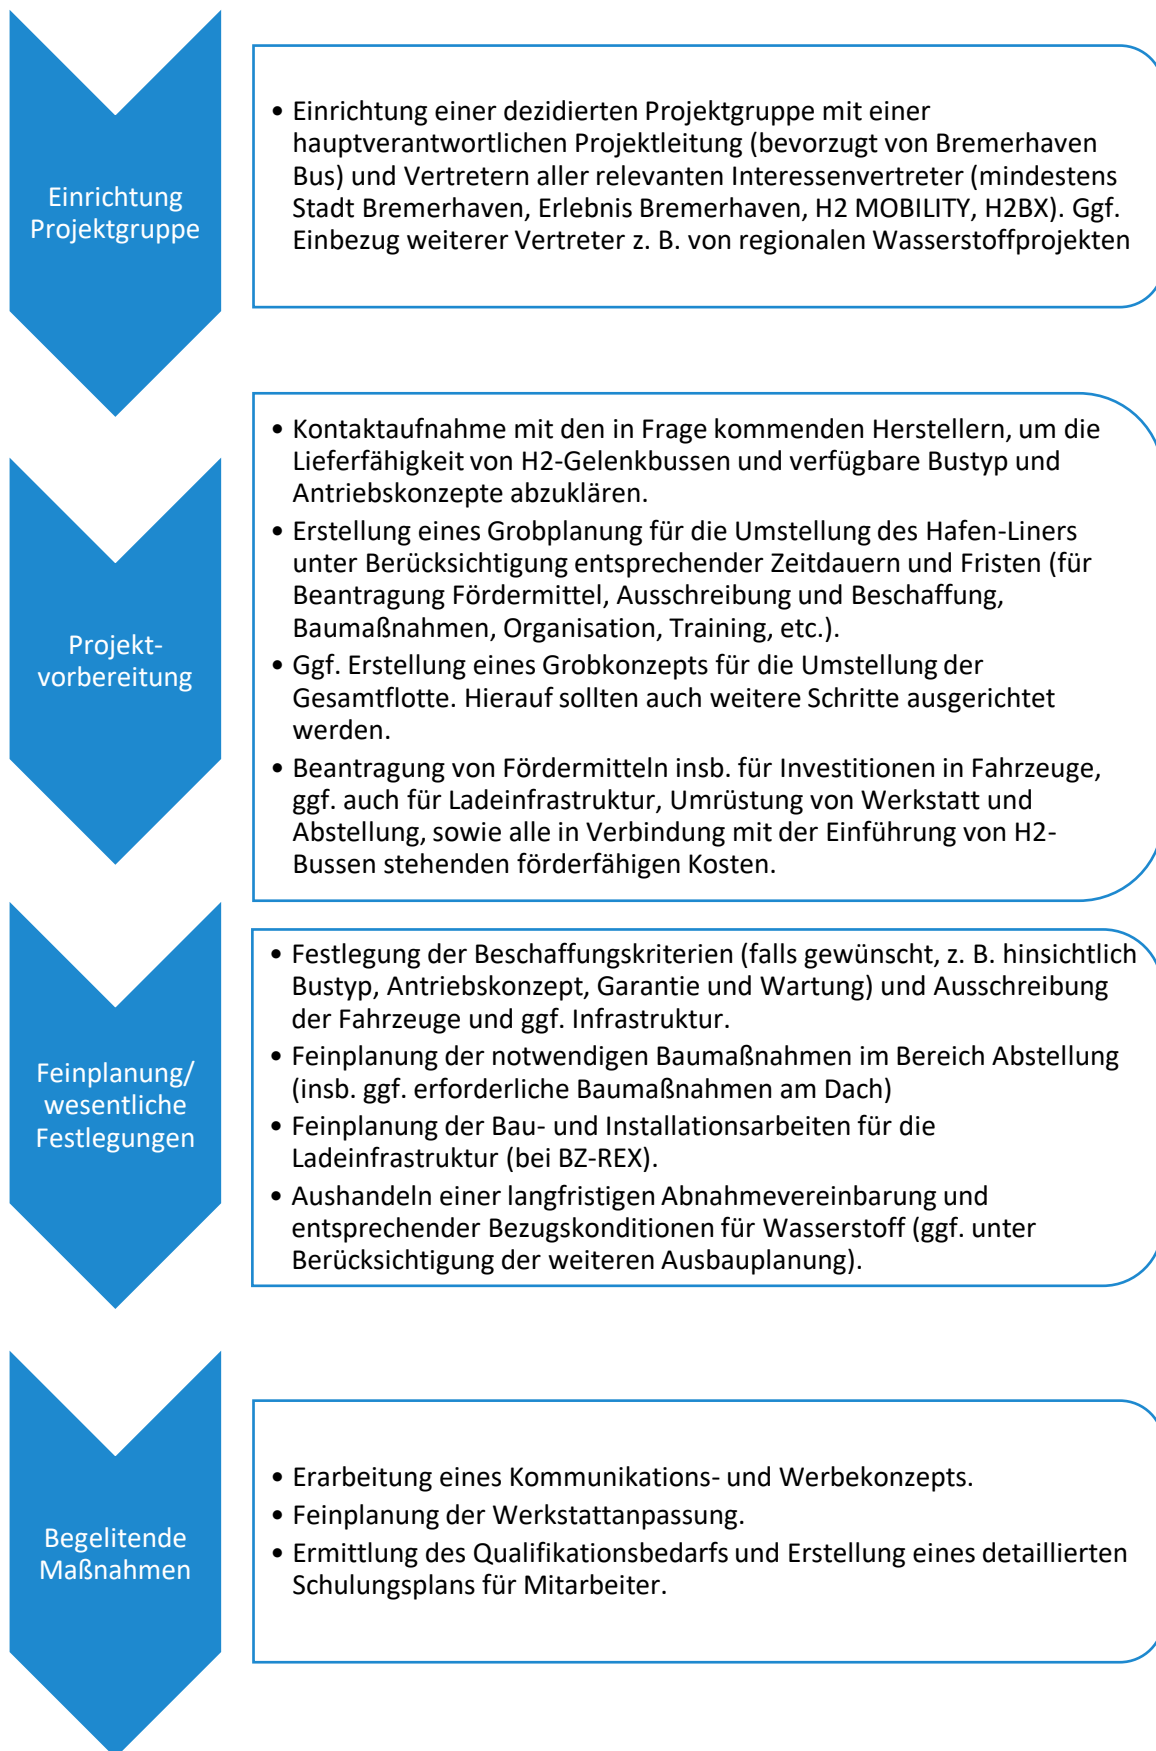 Einrichtung
Projektgruppe
• Einrichtung einer dezidierten Projektgruppe mit einer
hauptverantwortlichen Projektleitung (bevorzugt von Bremerhaven
Bus) und Vertretern aller relevanten Interessenvertreter (mindestens
Stadt Bremerhaven, Erlebnis Bremerhaven, H2 MOBILITY, H2BX). Ggf.
Einbezug weiterer Vertreter z. B. von regionalen Wasserstoffprojekten
Projekt-
vorbereitung
• Kontaktaufnahme mit den in Frage kommenden Herstellern, um die
Lieferfähigkeit von H2-Gelenkbussen und verfügbare Bustyp und
Antriebskonzepte abzuklären.
• Erstellung eines Grobplanung für die Umstellung des Hafen-Liners
unter Berücksichtigung entsprechender Zeitdauern und Fristen (für
Beantragung Fördermittel, Ausschreibung und Beschaffung,
Baumaßnahmen, Organisation, Training, etc.).
• Ggf. Erstellung eines Grobkonzepts für die Umstellung der
Gesamtflotte. Hierauf sollten auch weitere Schritte ausgerichtet
werden.
• Beantragung von Fördermitteln insb. für Investitionen in Fahrzeuge,
ggf. auch für Ladeinfrastruktur, Umrüstung von Werkstatt und
Abstellung, sowie alle in Verbindung mit der Einführung von H2-
Bussen stehenden förderfähigen Kosten.
Feinplanung/
wesentliche
Festlegungen
• Festlegung der Beschaffungskriterien (falls gewünscht, z. B. hinsichtlich
Bustyp, Antriebskonzept, Garantie und Wartung) und Ausschreibung
der Fahrzeuge und ggf. Infrastruktur.
• Feinplanung der notwendigen Baumaßnahmen im Bereich Abstellung
(insb. ggf. erforderliche Baumaßnahmen am Dach)
• Feinplanung der Bau- und Installationsarbeiten für die
Ladeinfrastruktur (bei BZ-REX).
• Aushandeln einer langfristigen Abnahmevereinbarung und
entsprechender Bezugskonditionen für Wasserstoff (ggf. unter
Berücksichtigung der weiteren Ausbauplanung).
Begelitende
Maßnahmen
• Erarbeitung eines Kommunikations- und Werbekonzepts.
• Feinplanung der Werkstattanpassung.
• Ermittlung des Qualifikationsbedarfs und Erstellung eines detaillierten
Schulungsplans für Mitarbeiter.